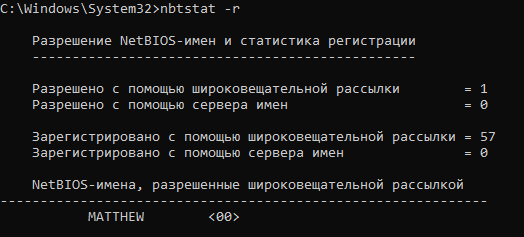 C:\Windows\System32>nbtstat -r
Разрешение NetBIOS-имен и статистика регистрации
------------------------------------------------
Разрешено с помощью широковещательной рассылки = 1
Разрешено с помощью сервера имен = 0
Зарегистрировано с помощью широковещательной рассылки = 57
Зарегистрировано с помощью сервера имен = 0
NetBIOS-имена, разрешенные широковещательной рассылкой
-------------------------------------------------------------
MATTHEW <00>